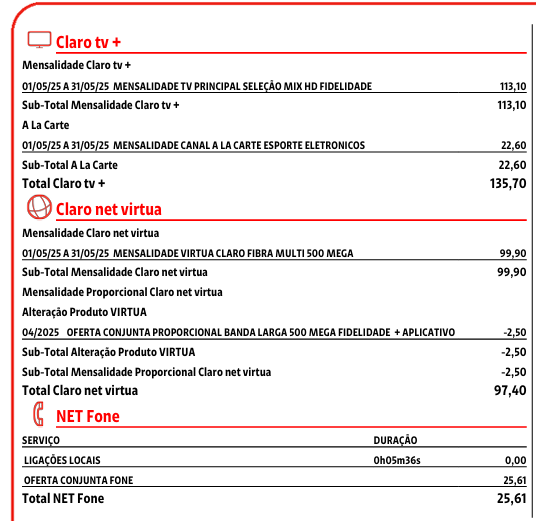 Claro tv +
Mensalidade Claro tv +
01/05/25 A 31/05/25 MENSALIDADE TV PRINCIPAL SELEÇÃO MIX HD FIDELIDADE 113,10
Sub-Total Mensalidade Claro tv + 113,10
A La Carte
01/05/25 A 31/05/25 MENSALIDADE CANAL A LA CARTE ESPORTE ELETRONICOS 22,60
Sub-Total A La Carte 22,60
Total Claro tv + 135,70
Claro net virtua
Mensalidade Claro net virtua
01/05/25 A 31/05/25 MENSALIDADE VIRTUA CLARO FIBRA MULTI 500 MEGA 99,90
Sub-Total Mensalidade Claro net virtua 99,90
Mensalidade Proporcional Claro net virtua
Alteração Produto VIRTUA
04/2025 OFERTA CONJUNTA PROPORCIONAL BANDA LARGA 500 MEGA FIDELIDADE + APLICATIVO -2,50
Sub-Total Alteração Produto VIRTUA -2,50
Sub-Total Mensalidade Proporcional Claro net virtua -2,50
Total Claro net virtua 97,40
NET Fone
SERVIÇO DURAÇÃO
LIGAÇÕES LOCAIS 0h05m36s 0,00
OFERTA CONJUNTA FONE 25,61
Total NET Fone 25,61